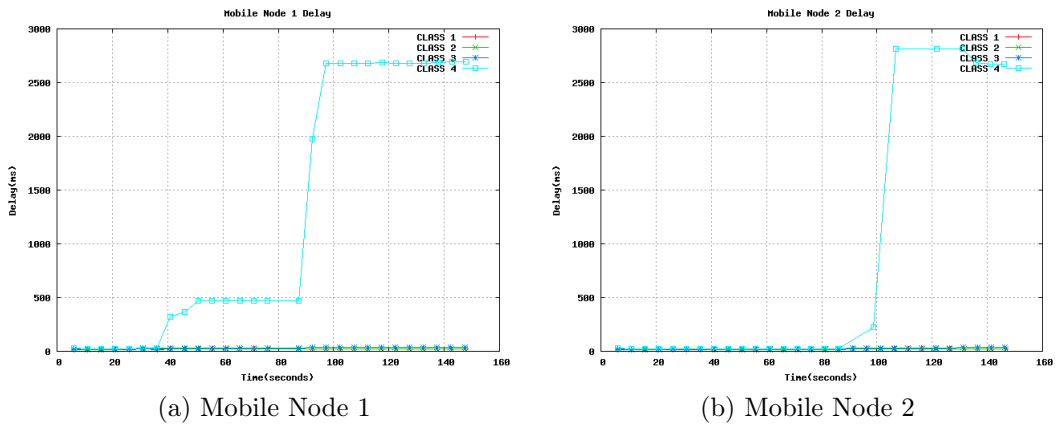 Mobile Node 1 Delay
3000
2500
2000
1500
1000
500
0
Delay(ms)
0 20 40 60 80 100 120 140 160
Time(seconds)
CLASS 1
CLASS 2
CLASS 3
CLASS 4
(a) Mobile Node 1
Mobile Node 2 Delay
3000
2500
2000
1500
1000
500
0
Delay(ms)
0 20 40 60 80 100 120 140 160
Time(seconds)
CLASS 1
CLASS 2
CLASS 3
CLASS 4
(b) Mobile Node 2